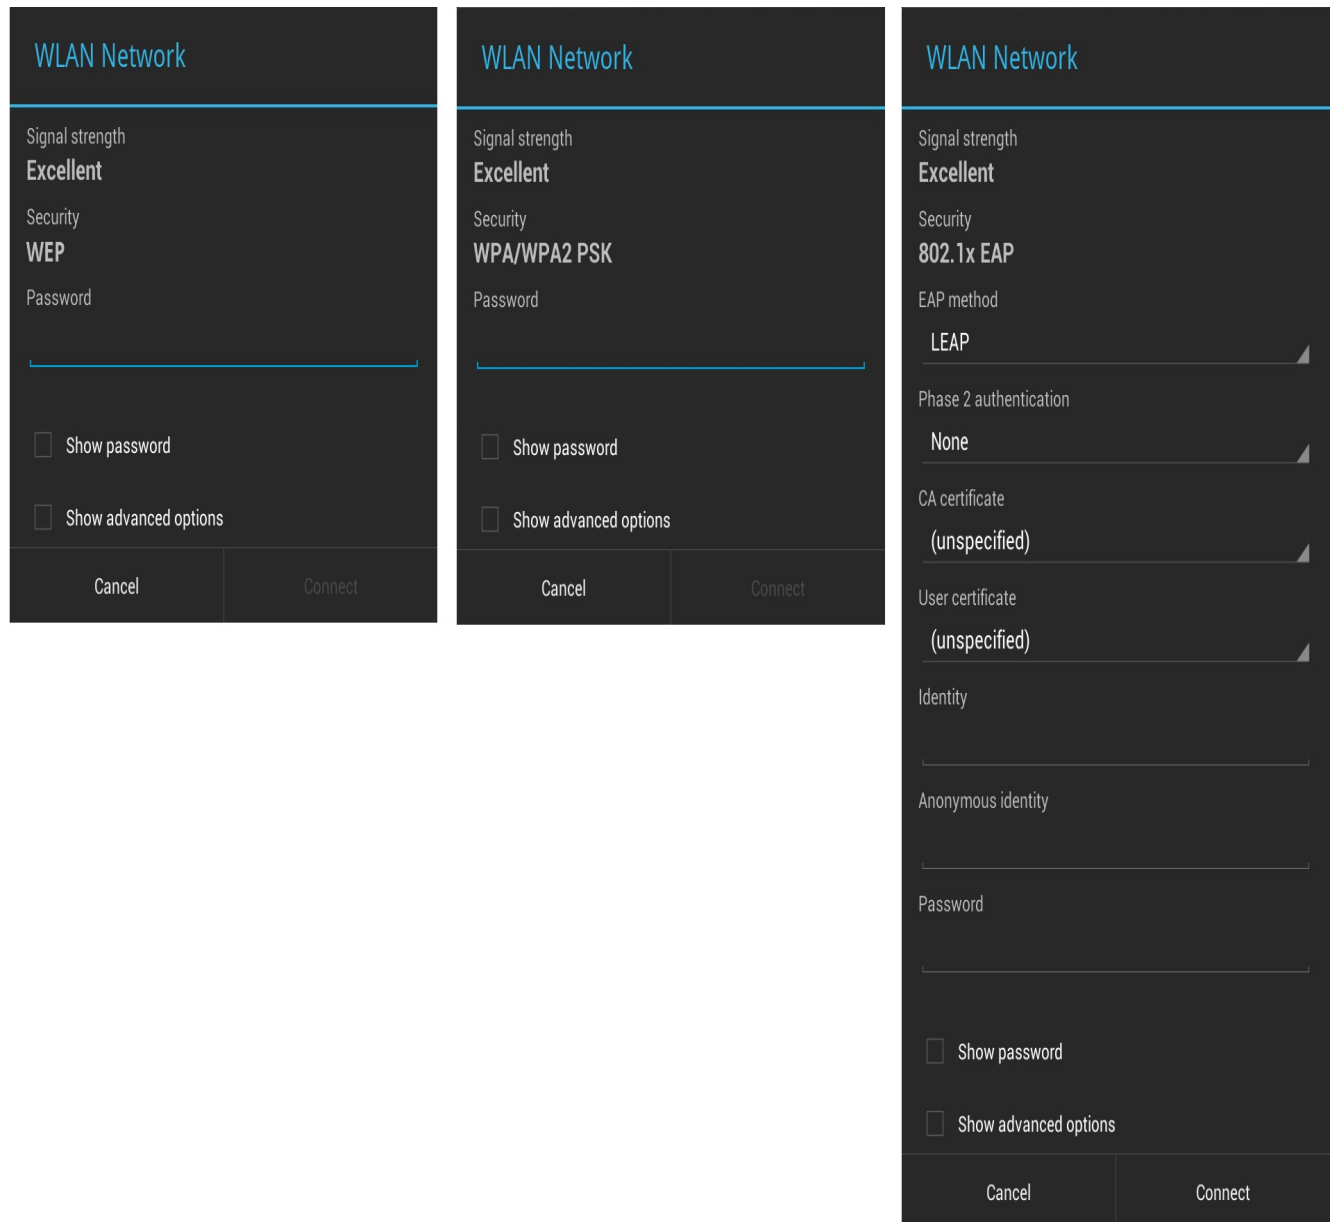 WLAN Network
Signal strength
Excellent
Security
WEP
Password
Show password
Show advanced options
Cancel
Connect
WLAN Network
Signal strength
Excellent
Security
WPA/WPA2 PSK
Password
Show password
Show advanced options
Cancel
Connect
WLAN Network
Signal strength
Excellent
Security
802.1x EAP
EAP method
LEAP
Phase 2 authentication
None
CA certificate
(unspecified)
User certificate
(unspecified)
Identity
Anonymous identity
Password
Show password
Show advanced options
Cancel
Connect